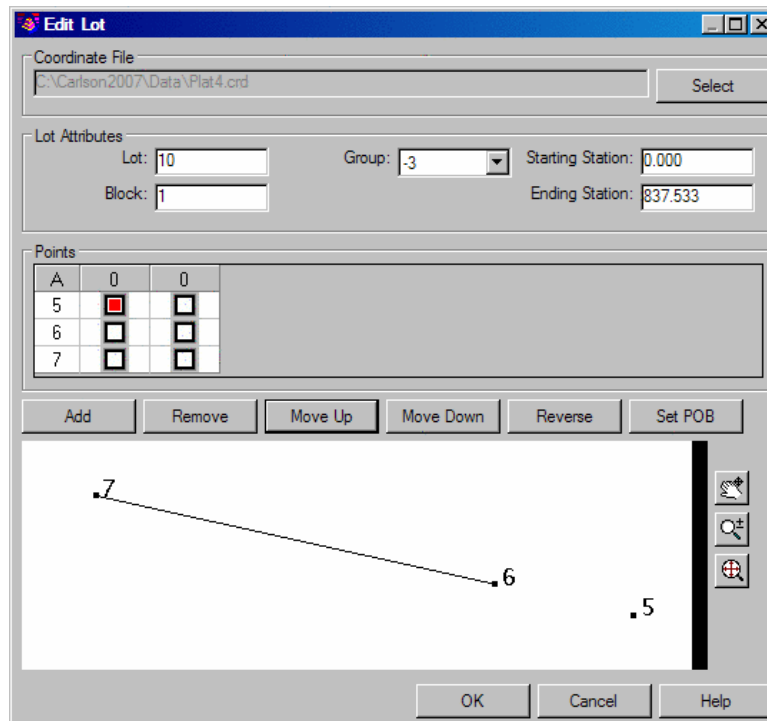 Edit Lot
Coordinate File
C:\Carlson2007\Data\Plat4.crd
Select
Lot Attributes
Lot: 10 Group: -3 Starting Station: 0.000
Block: 1 Ending Station: 837.533
Points
A 0 0
5
6
7
Add Remove Move Up Move Down Reverse Set POB
7
6
5
OK Cancel Help